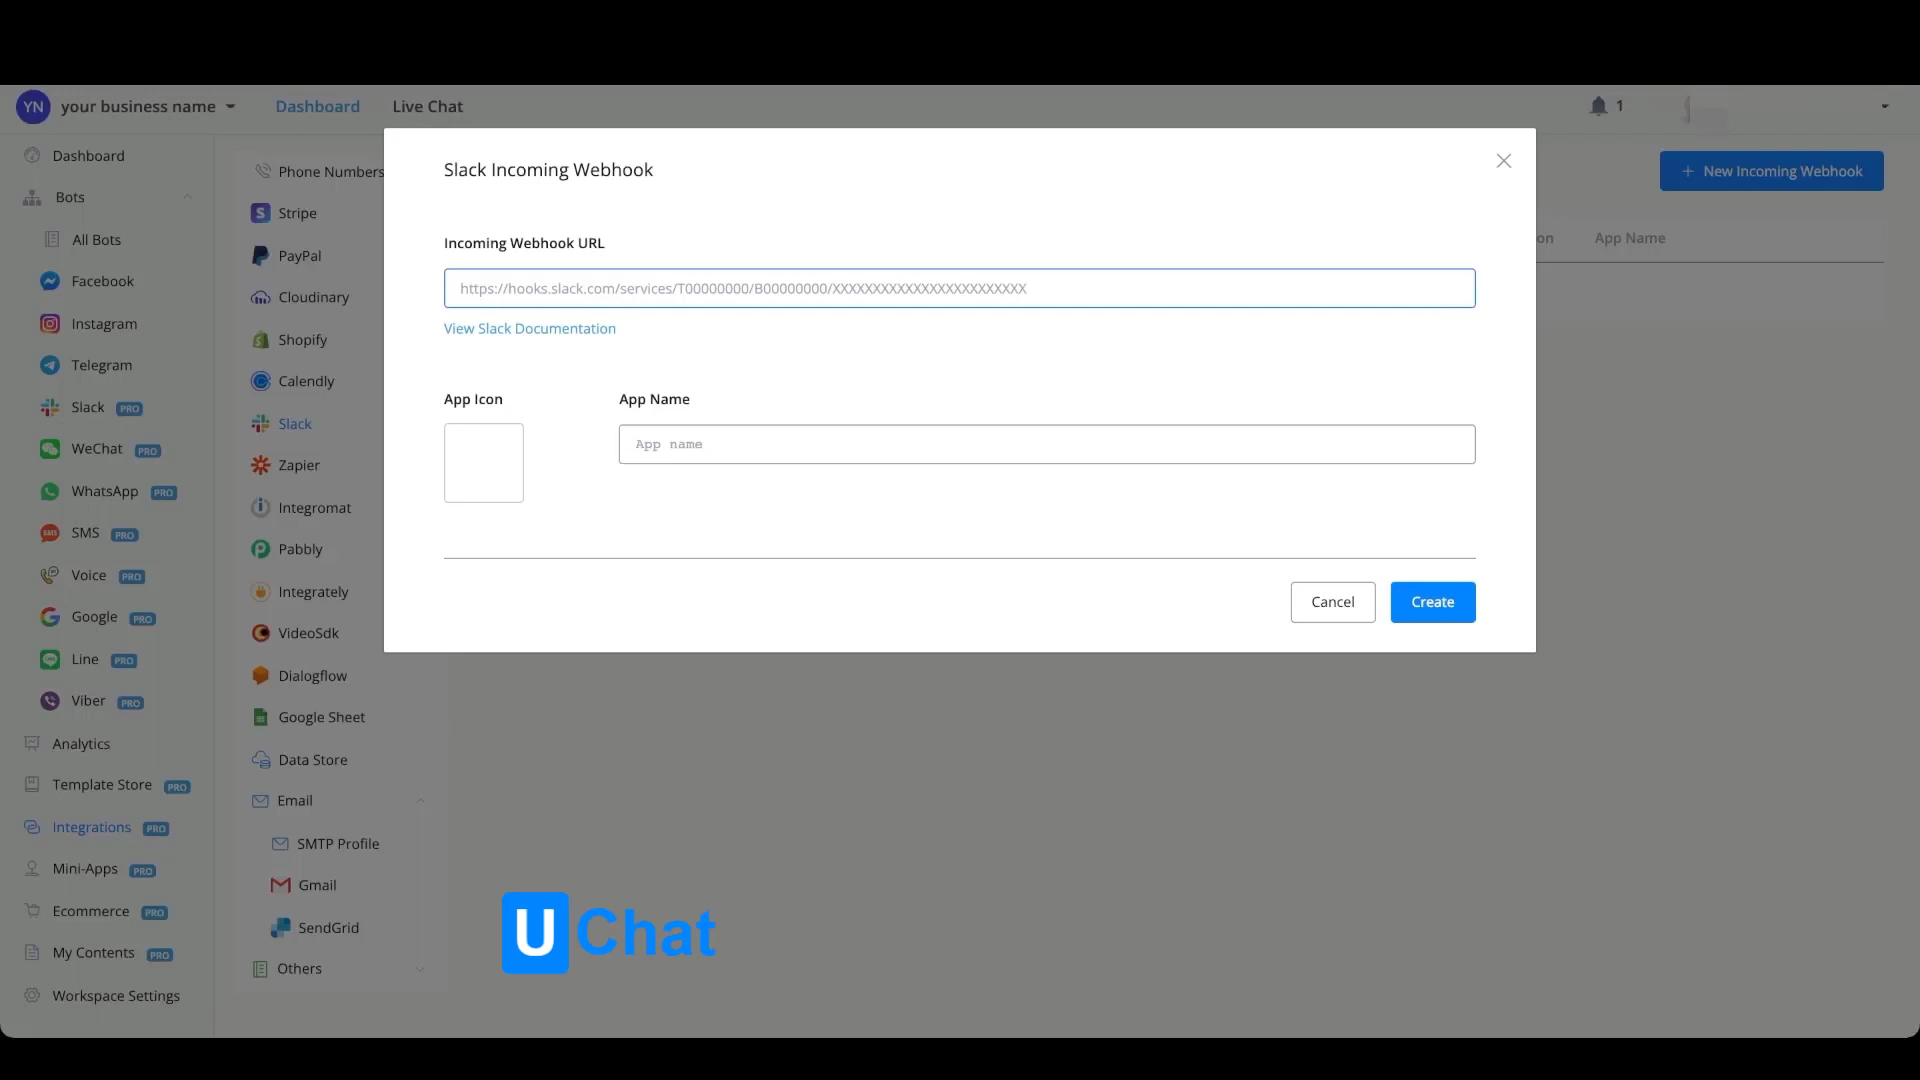 YN your business name Dashboard Live Chat 1
Dashboard
Bots
All Bots
Facebook
Instagram
Telegram
Slack PRO
WeChat PRO
WhatsApp PRO
SMS PRO
Voice PRO
Google PRO
Line PRO
Viber PRO
Analytics
Template Store PRO
Integrations PRO
Mini-Apps PRO
Ecommerce PRO
My Contents PRO
Workspace Settings
Phone Numbers
Stripe
PayPal
Cloudinary
Shopify
Calendly
Slack
Zapier
Integromat
Pabbly
Integrately
VideoSdk
Dialogflow
Google Sheet
Data Store
Email
SMTP Profile
Gmail
SendGrid
Others
Slack Incoming Webhook
Incoming Webhook URL
https://hooks.slack.com/services/T00000000/B00000000/XXXXXXXXXXXXXXXXXXXXXXXX
View Slack Documentation
App Icon App Name
App name
Cancel Create
+ New Incoming Webhook
on App Name
UChat